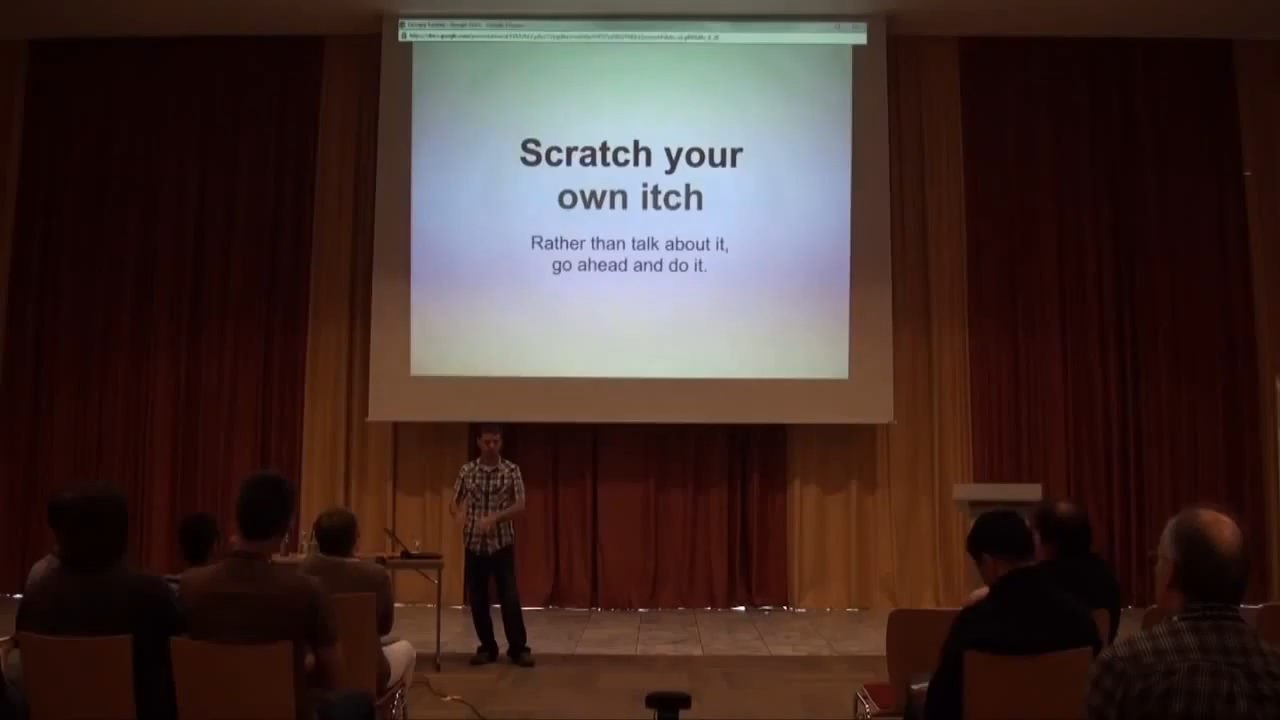 Scratch your
own itch
Rather than talk about it,
go ahead and do it.